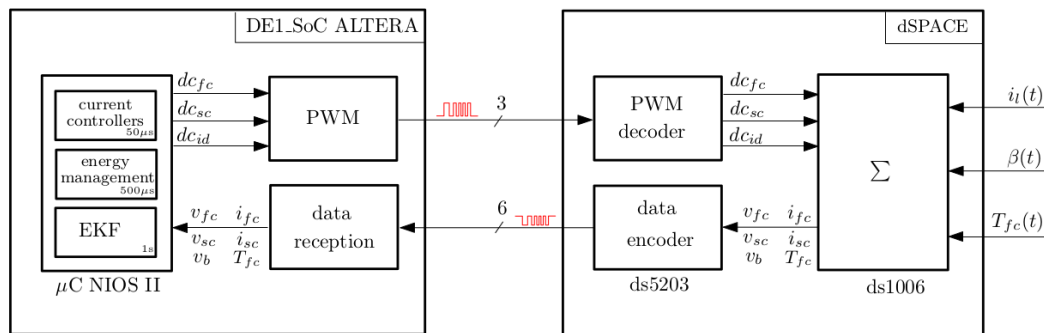 DE1_SoC ALTERA
current
controllers
50μs
energy
management
500μs
EKF
1s
μC NIOS II
dc_fc
dc_sc
dc_id
PWM
v_fc i_fc
v_sc i_sc
v_b T_fc
data
reception
3
6
dSPACE
PWM
decoder
dc_fc
dc_sc
dc_id
data
encoder
ds5203
v_fc i_fc
v_sc i_sc
v_b T_fc
Σ
ds1006
i_l(t)
β(t)
T_fc(t)